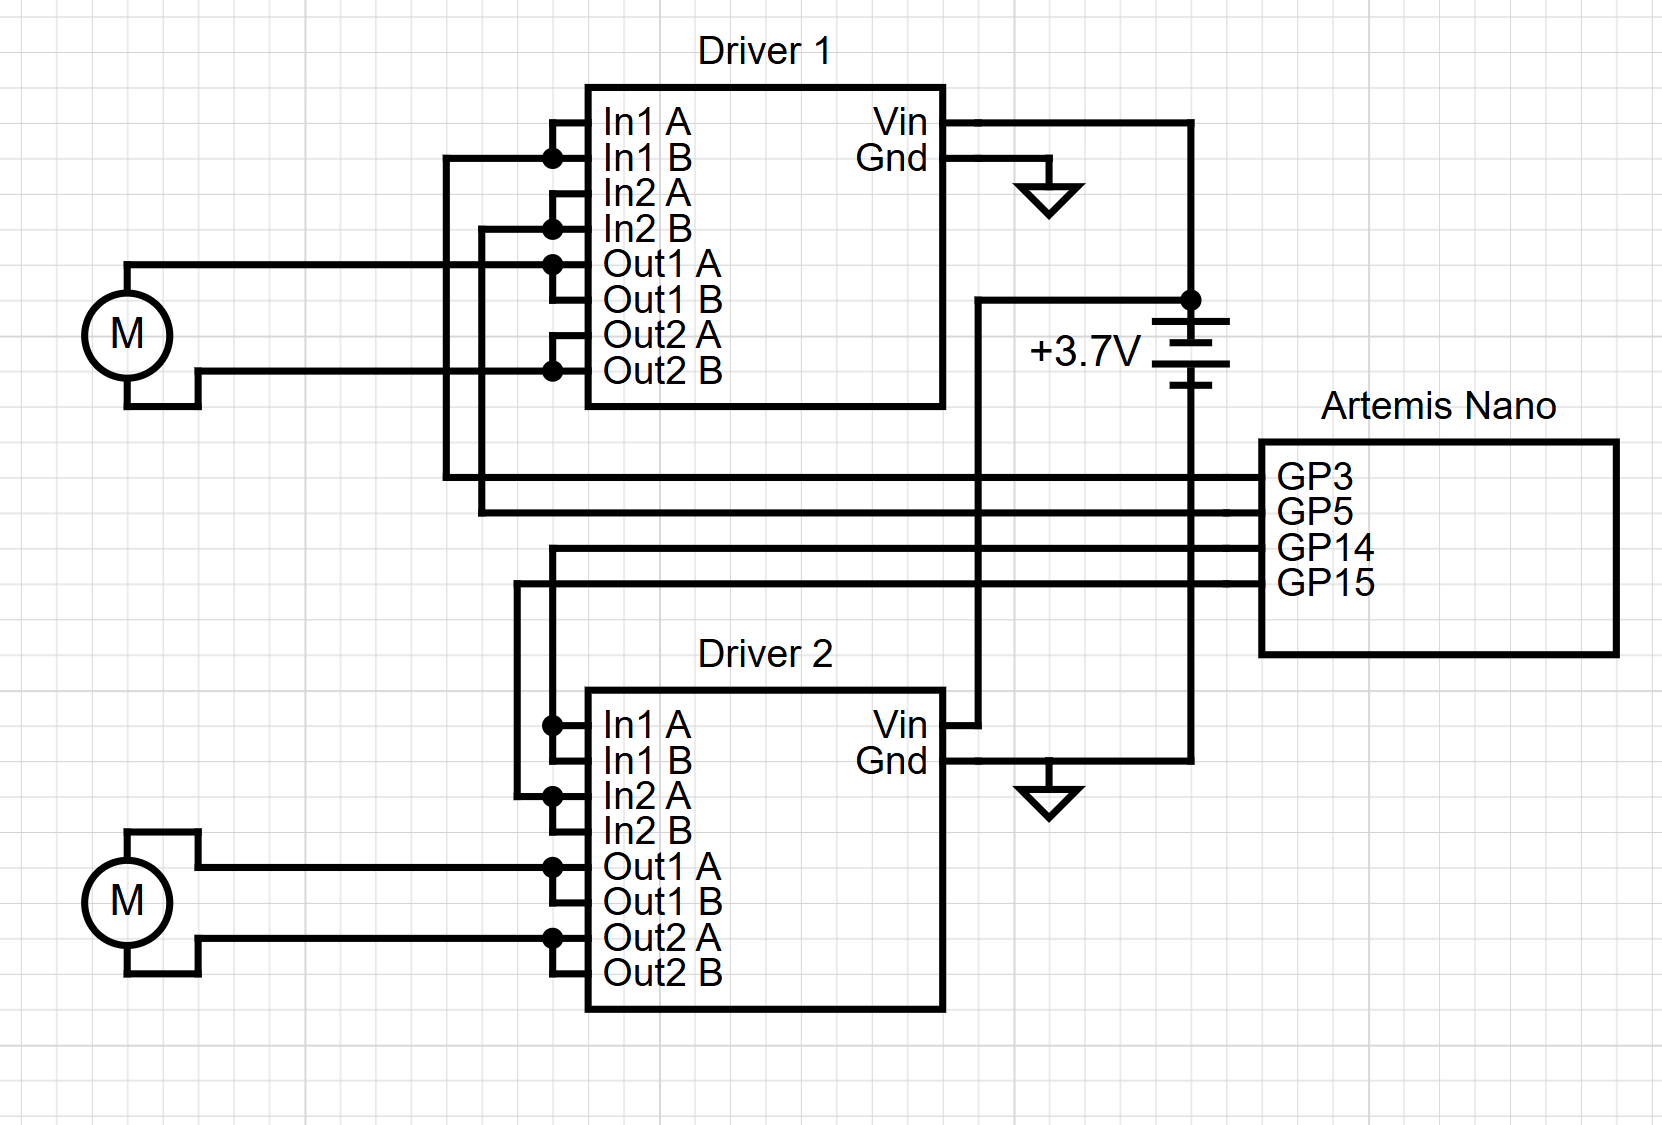 Driver 1
In1 A
In1 B
In2 A
In2 B
Out1 A
Out1 B
Out2 A
Out2 B
Vin
Gnd
M
+3.7V
Artemis Nano
GP3
GP5
GP14
GP15
Driver 2
In1 A
In1 B
In2 A
In2 B
Out1 A
Out1 B
Out2 A
Out2 B
Vin
Gnd
M